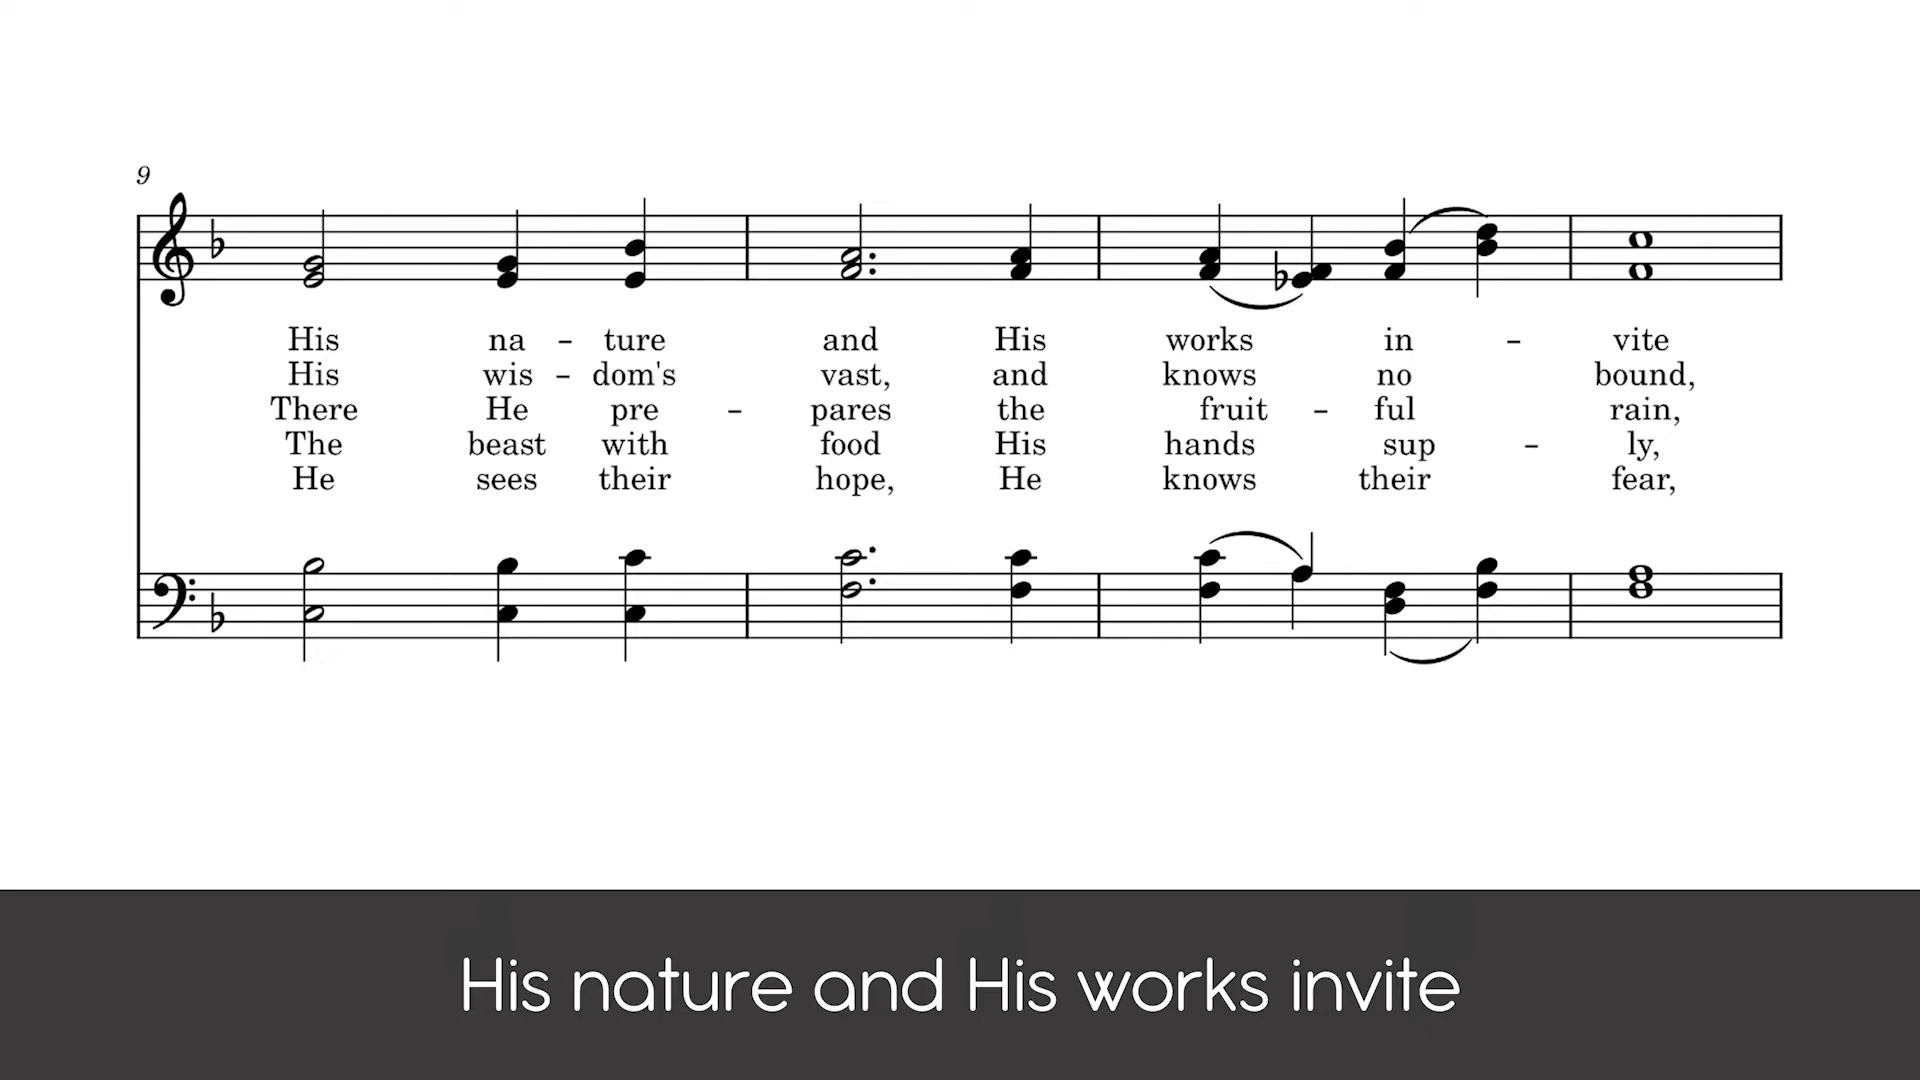 9
His na – ture and His works in – vite
His wis – dom's vast, and knows no bound,
There He pre – pares the fruit – ful rain,
The beast with food His hands sup – ly,
He sees their hope, He knows their fear,
His nature and His works invite